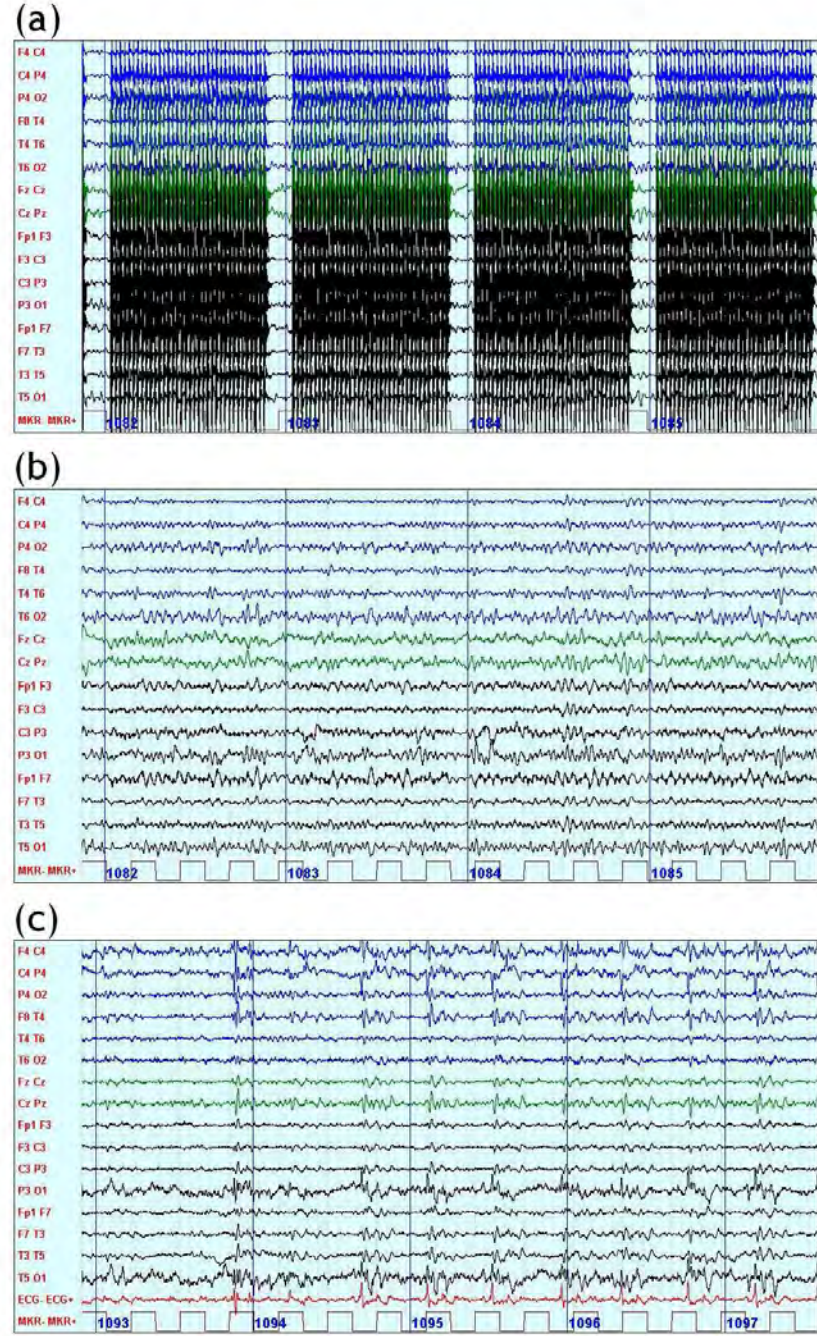 (a)
F4 C4
C4 P4
P4 O2
F8 T4
T4 T6
T6 O2
Fz Cz
Cz Pz
Fp1 F3
F3 C3
C3 P3
P3 O1
Fp1 F7
F7 T3
T3 T5
T5 O1
MKR- MKR+ 1082 1083 1084 1085
(b)
F4 C4
C4 P4
P4 O2
F8 T4
T4 T6
T6 O2
Fz Cz
Cz Pz
Fp1 F3
F3 C3
C3 P3
P3 O1
Fp1 F7
F7 T3
T3 T5
T5 O1
MKR- MKR+ 1082 1083 1084 1085
(c)
F4 C4
C4 P4
P4 O2
F8 T4
T4 T6
T6 O2
Fz Cz
Cz Pz
Fp1 F3
F3 C3
C3 P3
P3 O1
Fp1 F7
F7 T3
T3 T5
T5 O1
ECG- ECG+
MKR- MKR+ 1093 1094 1095 1096 1097